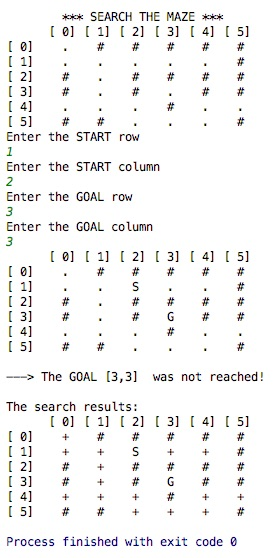 *** SEARCH THE MAZE ***
[ 0] [ 1] [ 2] [ 3] [ 4] [ 5]
[ 0] . # # # # #
[ 1] . . . . . #
[ 2] # . # # # #
[ 3] # . # . # #
[ 4] . . . # . .
[ 5] # # . . . #
Enter the START row
1
Enter the START column
2
Enter the GOAL row
3
Enter the GOAL column
3
[ 0] [ 1] [ 2] [ 3] [ 4] [ 5]
[ 0] . # # # # #
[ 1] . . S . . #
[ 2] # . # # # #
[ 3] # . # G # #
[ 4] . . . # . .
[ 5] # # . . . #
———> The GOAL [3,3]  was not reached!
The search results:
[ 0] [ 1] [ 2] [ 3] [ 4] [ 5]
[ 0] + # # # # #
[ 1] + + S + + #
[ 2] # + # # # #
[ 3] # + # G # #
[ 4] + + + # + +
[ 5] # # + + + #
Process finished with exit code 0